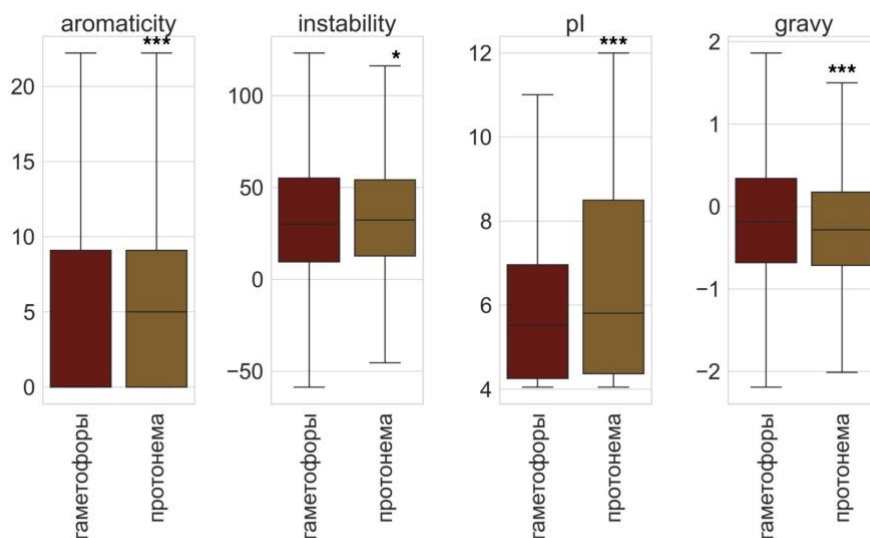 aromaticity
instability
pI
gravy
***
*
***
***
20
15
10
5
0
100
50
0
−50
12
10
8
6
4
2
1
0
−1
−2
гаметофоры
протонема
гаметофоры
протонема
гаметофоры
протонема
гаметофоры
протонема